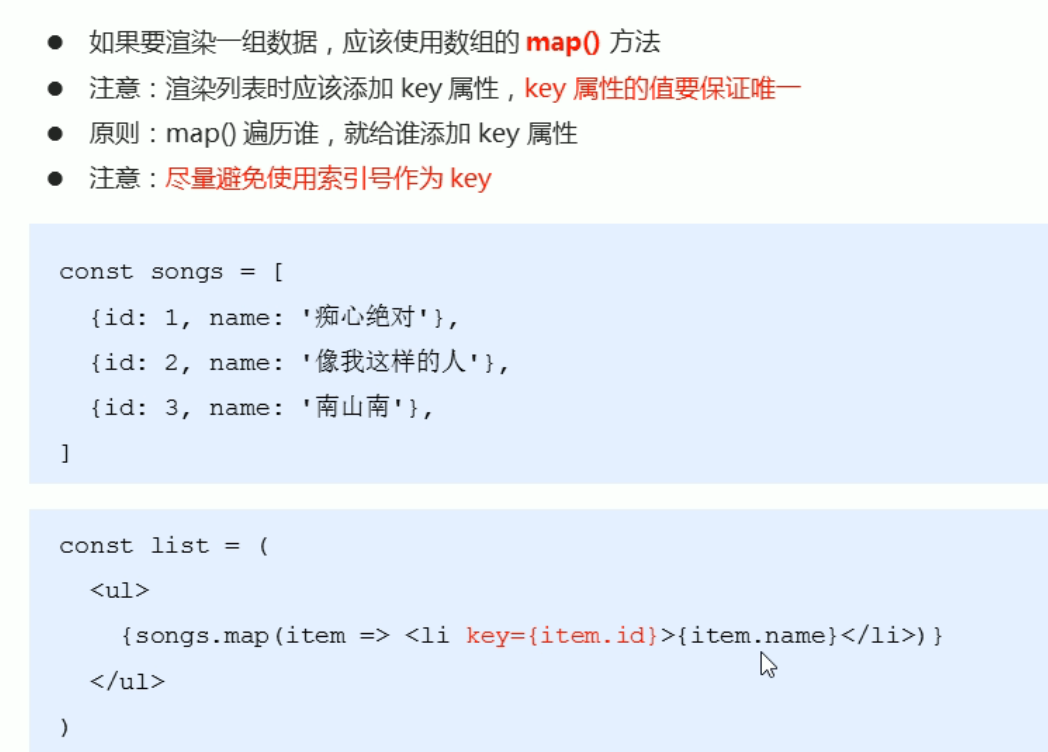 ● 如果要渲染一组数据，应该使用数组的 map() 方法
● 注意：渲染列表时应该添加 key 属性，key 属性的值要保证唯一
● 原则：map() 遍历谁，就给谁添加 key 属性
● 注意：尽量避免使用索引号作为 key
const songs = [
  {id: 1, name: '痴心绝对'},
  {id: 2, name: '像我这样的人'},
  {id: 3, name: '南山南'},
]
const list = (
  <ul>
    {songs.map(item => <li key={item.id}>{item.name}</li>)}
  </ul>
)